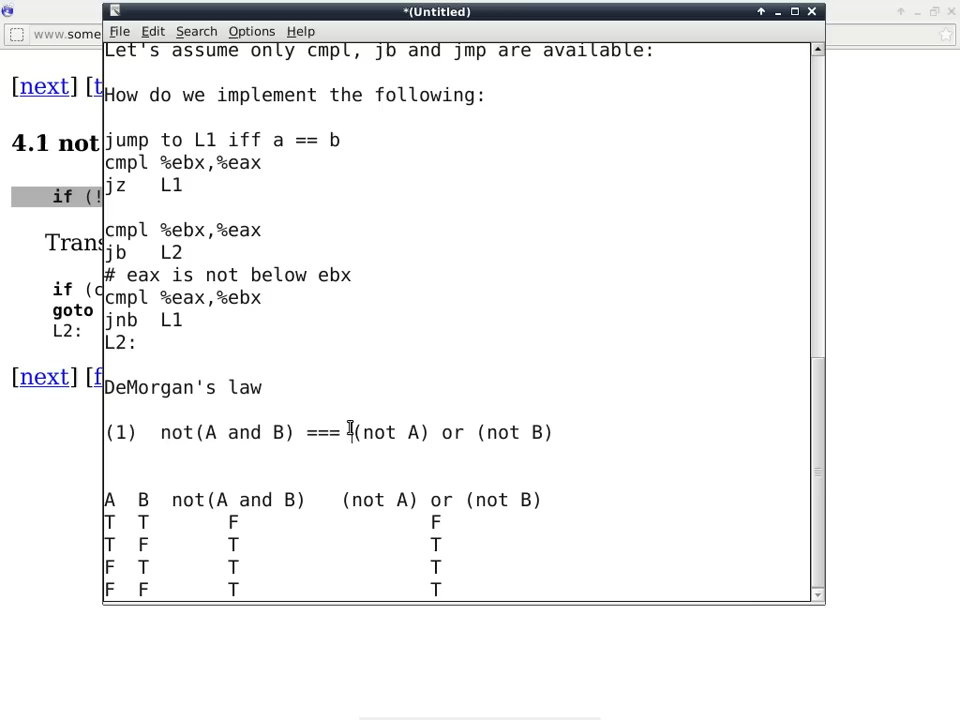 *(Untitled)
File Edit Search Options Help
www.some
Let's assume only cmpl, jb and jmp are available:
[next] [t
How do we implement the following:
4.1 not
jump to L1 iff a == b
cmpl %ebx,%eax
jz L1
if (!
cmpl %ebx,%eax
Trans
jb L2
# eax is not below ebx
if (c
cmpl %eax,%ebx
goto
jnb L1
L2:
L2:
[next] [f
DeMorgan's law
(1) not(A and B) === (not A) or (not B)
A B not(A and B) (not A) or (not B)
T T F F
T F T T
F T T T
F F T T